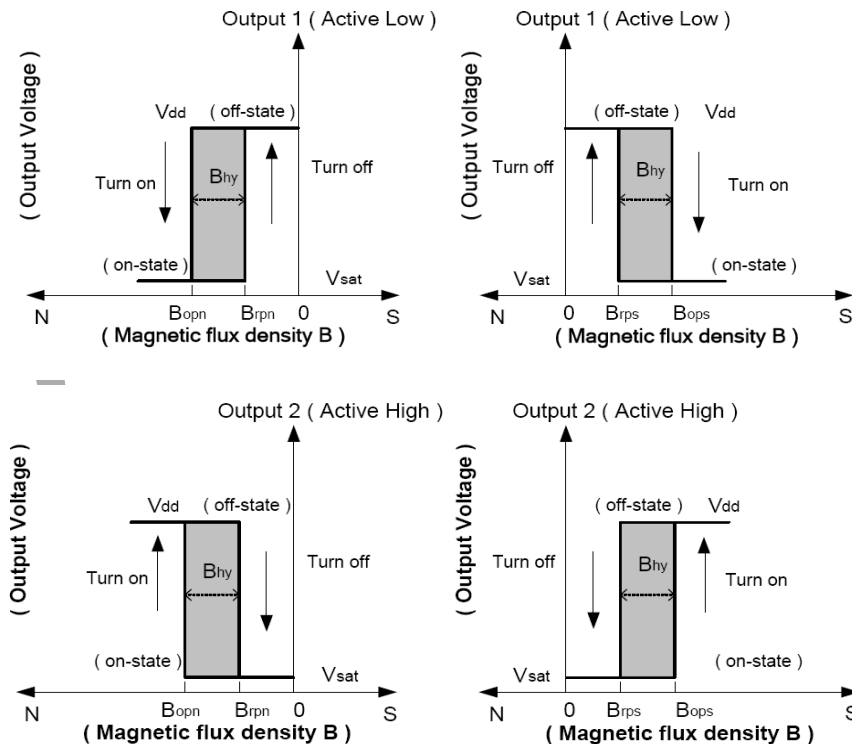 Output 1 ( Active Low )
( Output Voltage )
Vdd
( off-state )
Turn on
Bhy
Turn off
( on-state )
Vsat
N
Bopn
Brpn
0
S
( Magnetic flux density B )
Output 1 ( Active Low )
( Output Voltage )
( off-state )
Vdd
Turn off
Bhy
Turn on
Vsat
( on-state )
N
0
Brps
Bops
S
( Magnetic flux density B )
Output 2 ( Active High )
( Output Voltage )
Vdd
( off-state )
Turn on
Bhy
Turn off
( on-state )
Vsat
N
Bopn
Brpn
0
S
( Magnetic flux density B )
Output 2 ( Active High )
( Output Voltage )
( off-state )
Vdd
Turn off
Bhy
Turn on
Vsat
( on-state )
N
0
Brps
Bops
S
( Magnetic flux density B )